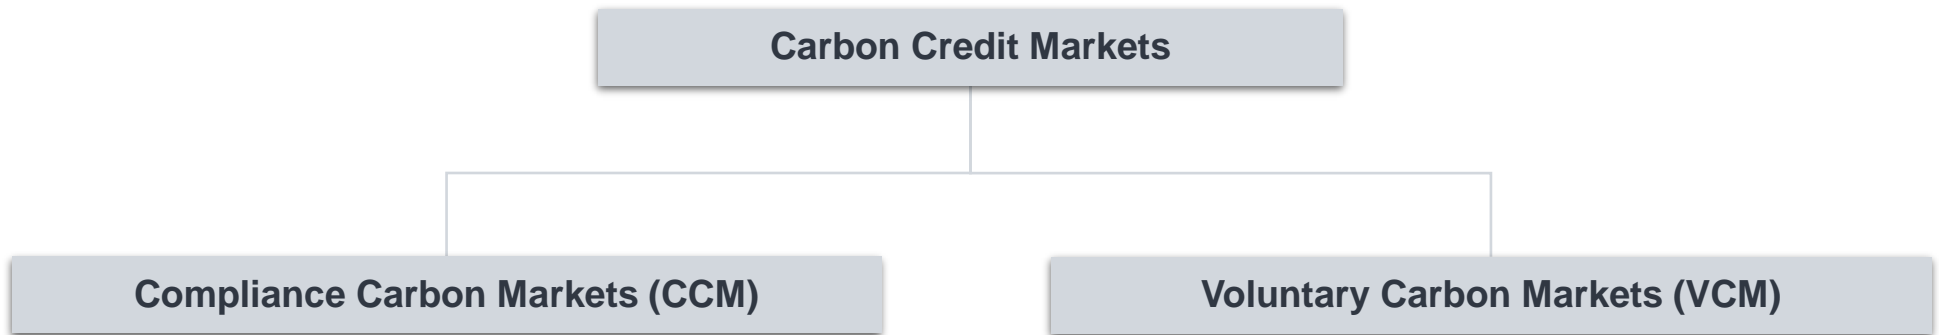 Carbon Credit Markets
Compliance Carbon Markets (CCM)
Voluntary Carbon Markets (VCM)